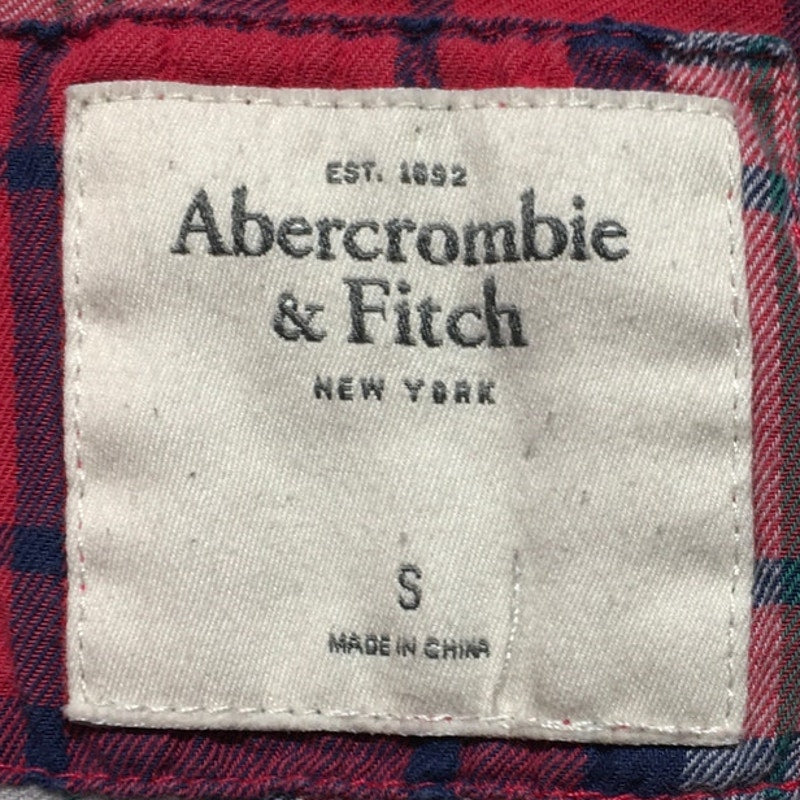 EST. 1892
Abercrombie
& Fitch
NEW YORK
S
MADE IN CHINA